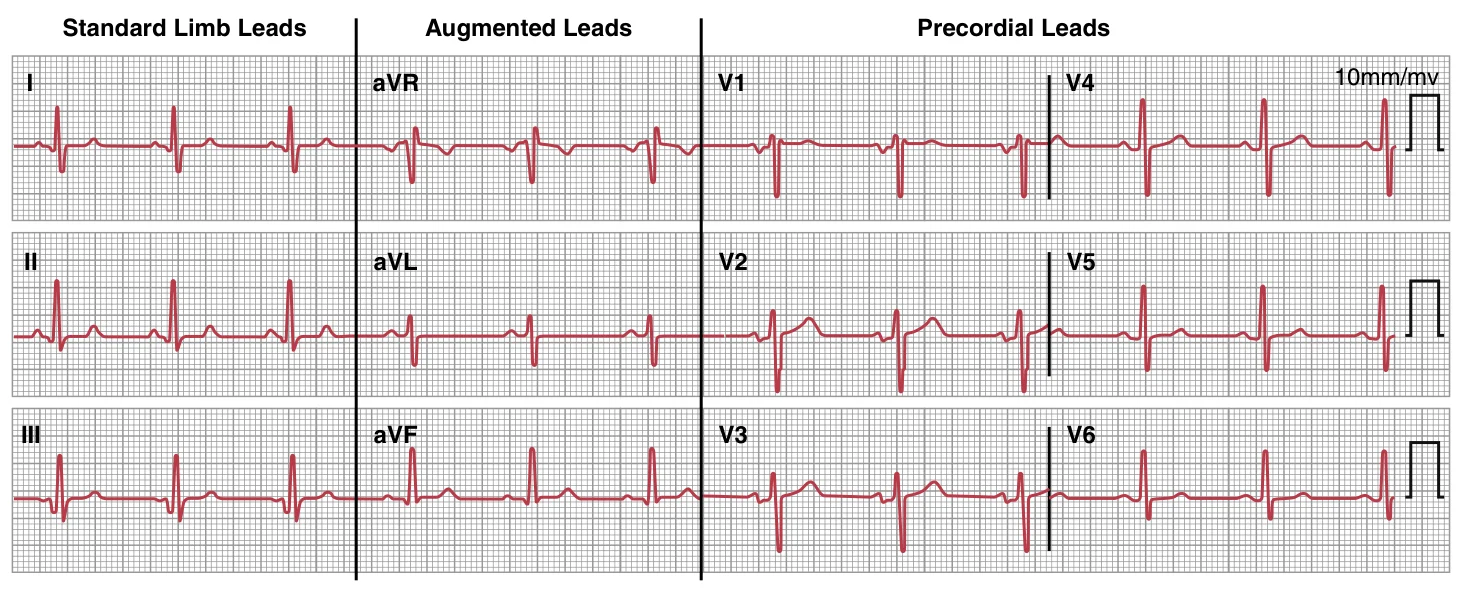 Standard Limb Leads
Augmented Leads
Precordial Leads
I
aVR
V1
V4
10mm/mv
II
aVL
V2
V5
III
aVF
V3
V6